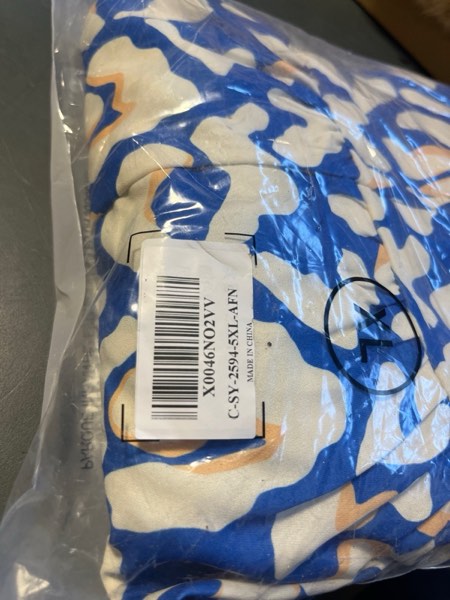 X0046NO2VV
C-SY-2594-5XL-AFN
MADE IN CHINA
XL